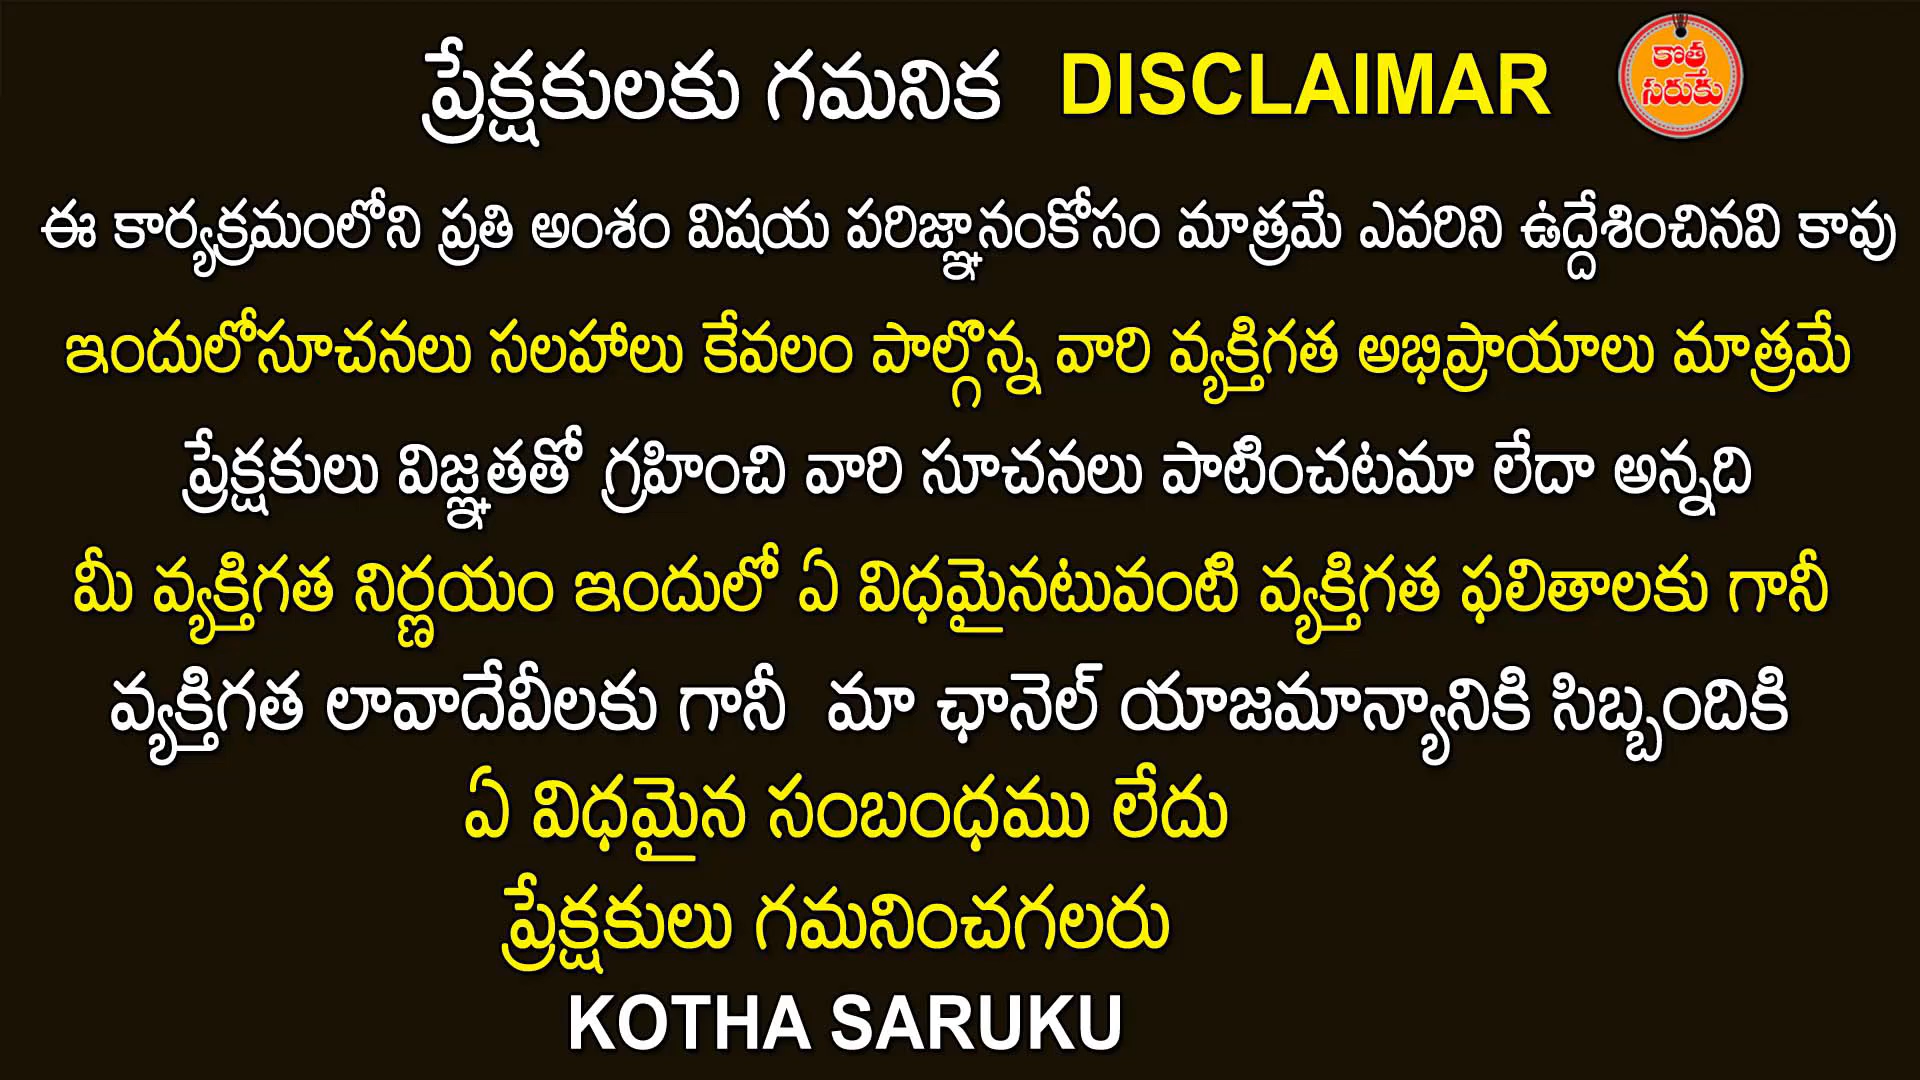 ప్రేక్షకులకు గమనిక DISCLAIMAR
కొత్త
సరుకు
ఈ కార్యక్రమంలోని ప్రతి అంశం విషయ పరిజ్ఞానంకోసం మాత్రమే ఎవరిని ఉద్దేశించినవి కావు
ఇందులోసూచనలు సలహాలు కేవలం పాల్గొన్న వారి వ్యక్తిగత అభిప్రాయాలు మాత్రమే
ప్రేక్షకులు విజ్ఞతతో గ్రహించి వారి సూచనలు పాటించటమా లేదా అన్నది
మీ వ్యక్తిగత నిర్ణయం ఇందులో ఏ విధమైనటువంటి వ్యక్తిగత ఫలితాలకు గానీ
వ్యక్తిగత లావాదేవీలకు గానీ మా ఛానెల్ యాజమాన్యానికి సిబ్బందికి
ఏ విధమైన సంబంధము లేదు
ప్రేక్షకులు గమనించగలరు
KOTHA SARUKU